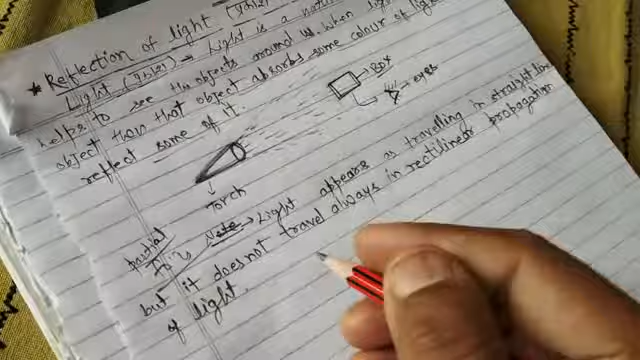 * Reflection of light
Light → Light is a
helps to see the objects around us. When light
object then that object absorbs some colour of light
reflect some of it.
→ Box
→ eyes
Torch
Note → Light appears as travelling in straight line
but it does not travel always in rectilinear propagation
of light.
partial